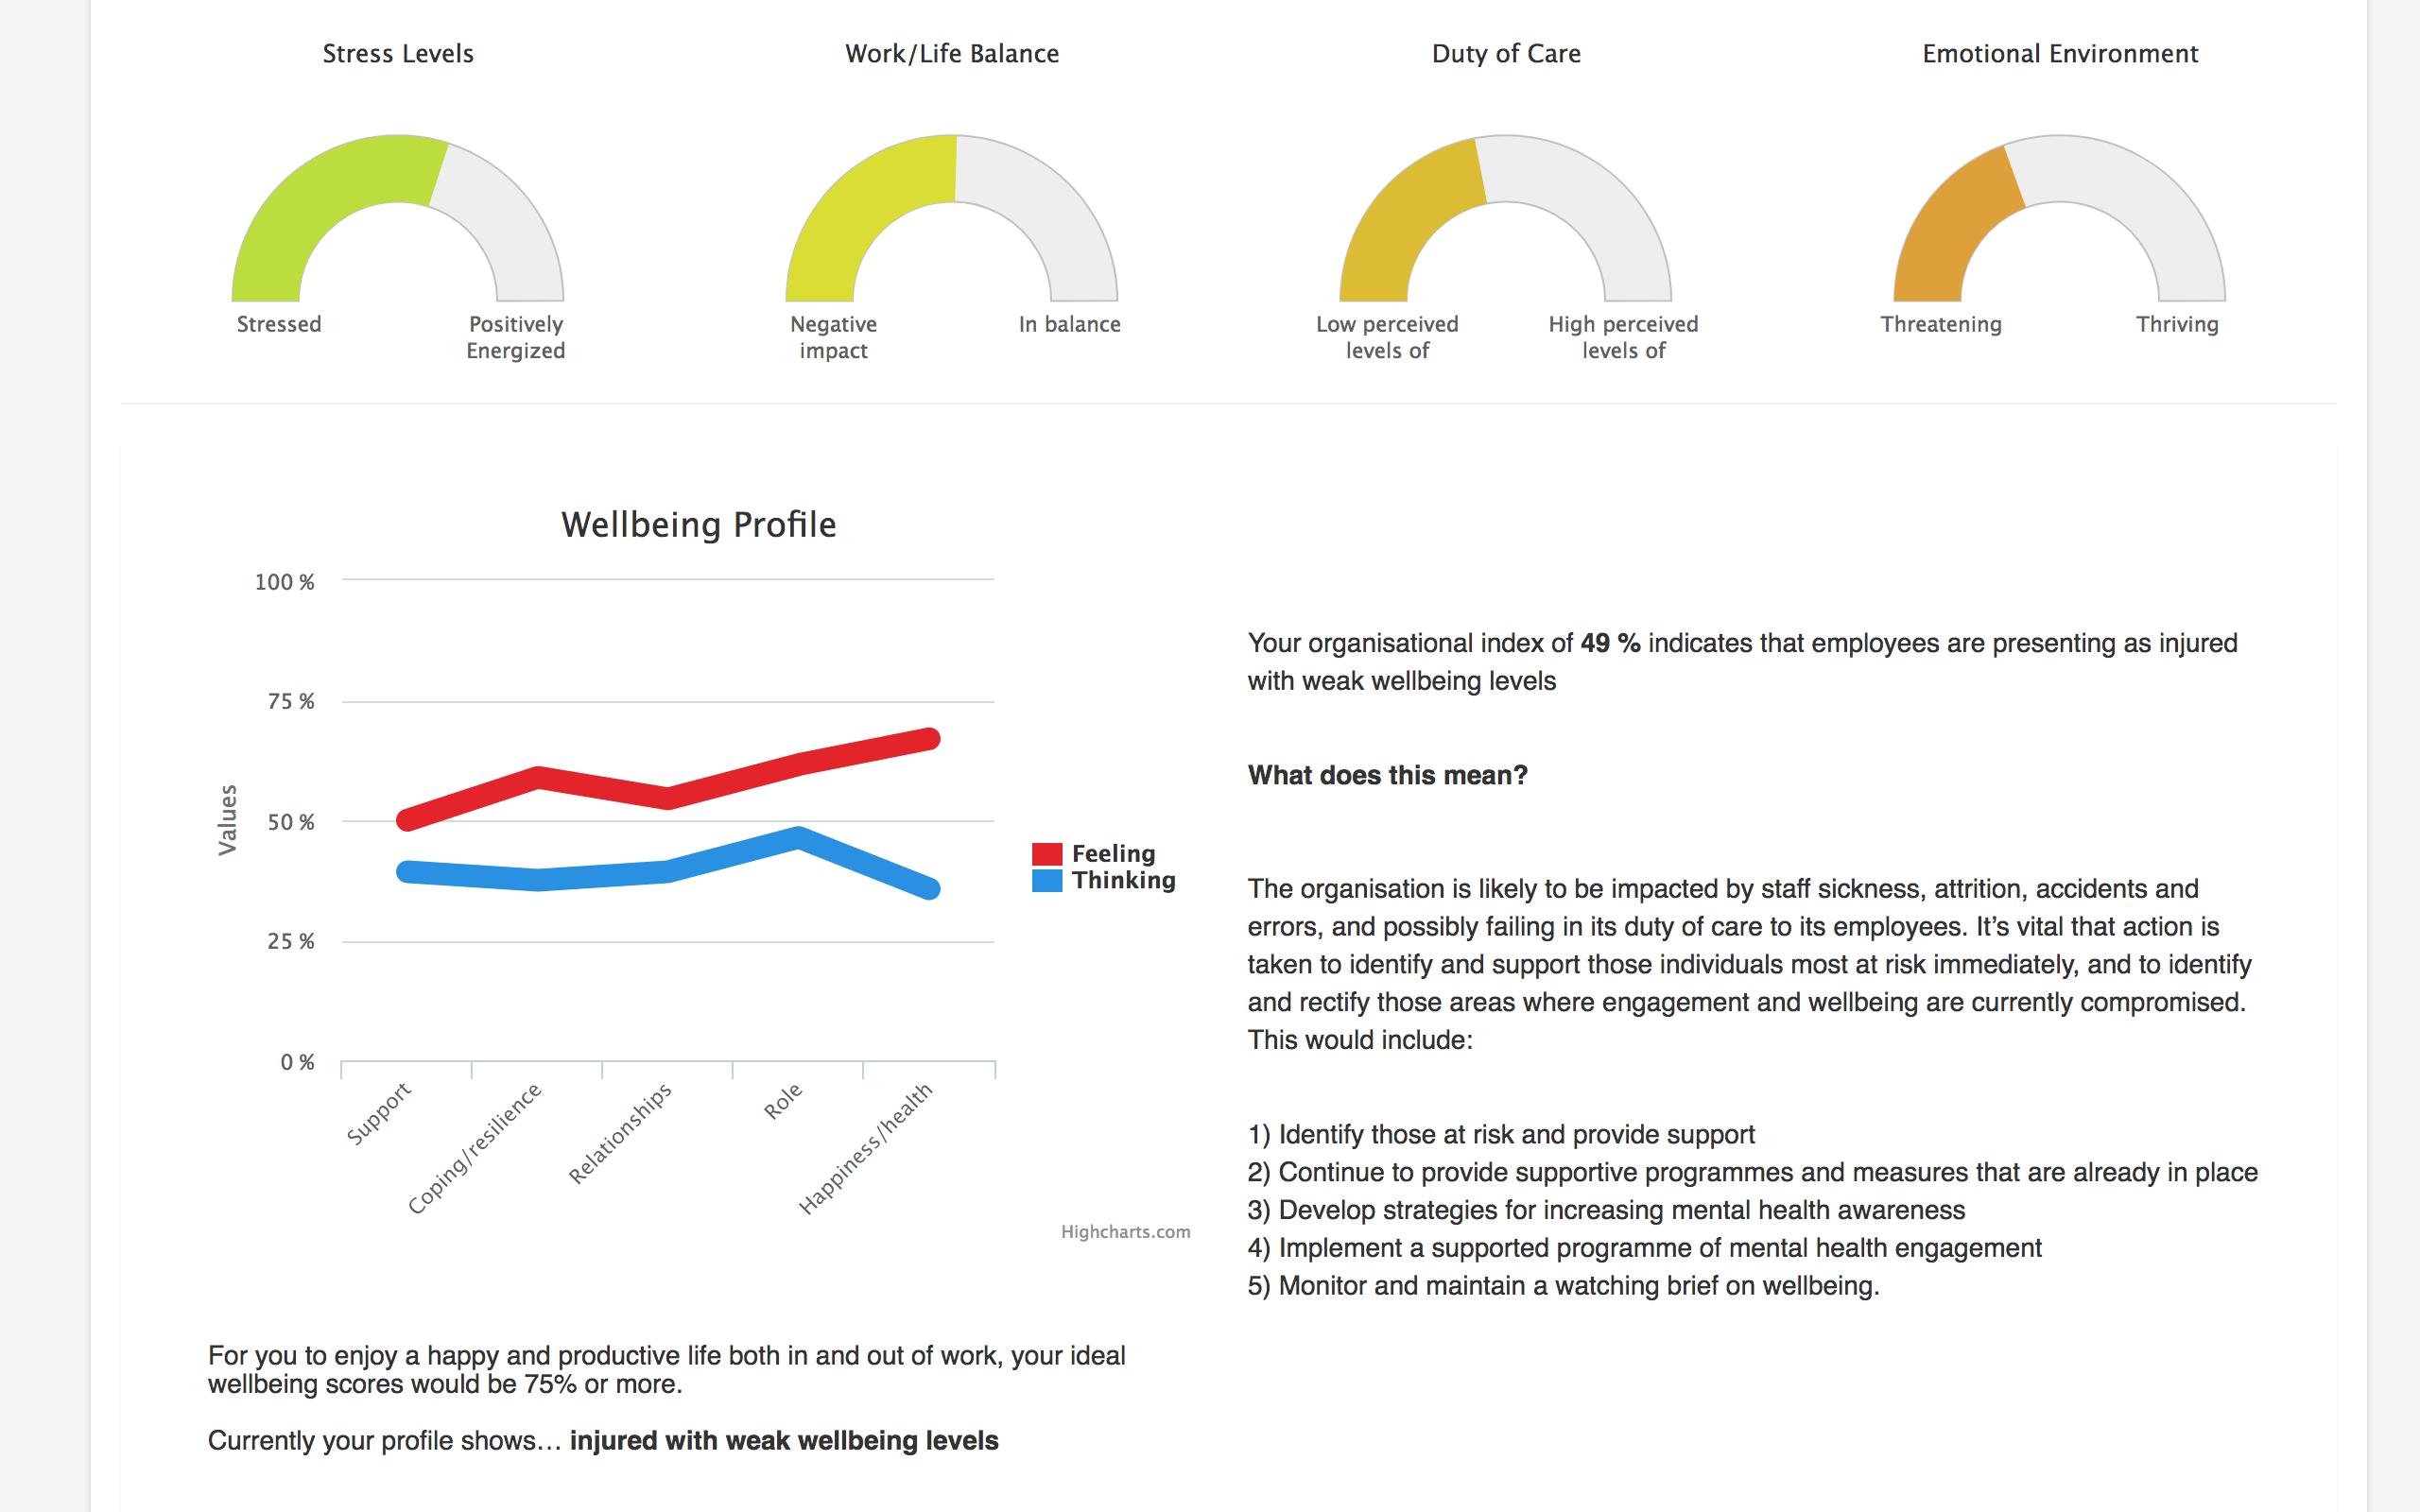 Stress Levels
Work/Life Balance
Duty of Care
Emotional Environment
Stressed
Positively
Energized
Negative
impact
In balance
Low perceived
levels of
High perceived
levels of
Threatening
Thriving
Wellbeing Profile
100 %
75 %
50 %
25 %
0 %
Values
Support
Coping/resilience
Relationships
Role
Happiness/health
Feeling
Thinking
Highcharts.com
For you to enjoy a happy and productive life both in and out of work, your ideal
wellbeing scores would be 75% or more.
Currently your profile shows… injured with weak wellbeing levels
Your organisational index of 49 % indicates that employees are presenting as injured
with weak wellbeing levels
What does this mean?
The organisation is likely to be impacted by staff sickness, attrition, accidents and
errors, and possibly failing in its duty of care to its employees. It’s vital that action is
taken to identify and support those individuals most at risk immediately, and to identify
and rectify those areas where engagement and wellbeing are currently compromised.
This would include:
1) Identify those at risk and provide support
2) Continue to provide supportive programmes and measures that are already in place
3) Develop strategies for increasing mental health awareness
4) Implement a supported programme of mental health engagement
5) Monitor and maintain a watching brief on wellbeing.